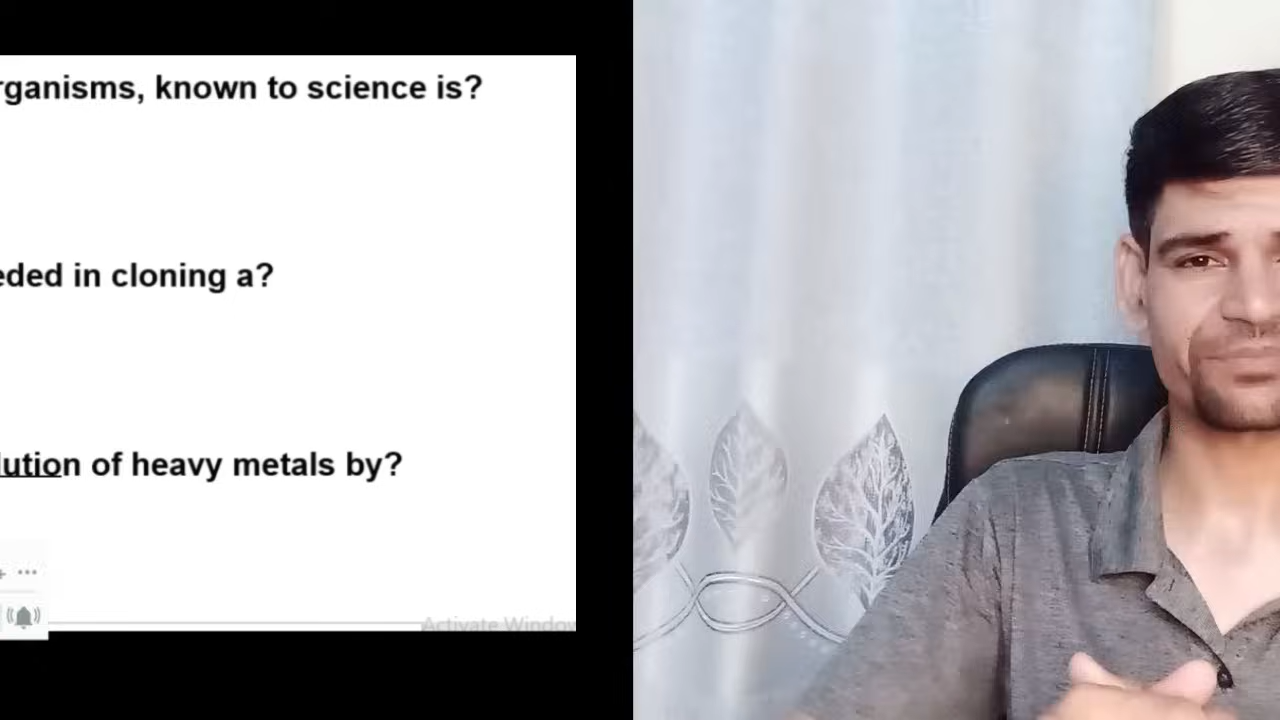 rganisms, known to science is?
eded in cloning a?
lution of heavy metals by?
Activate Window